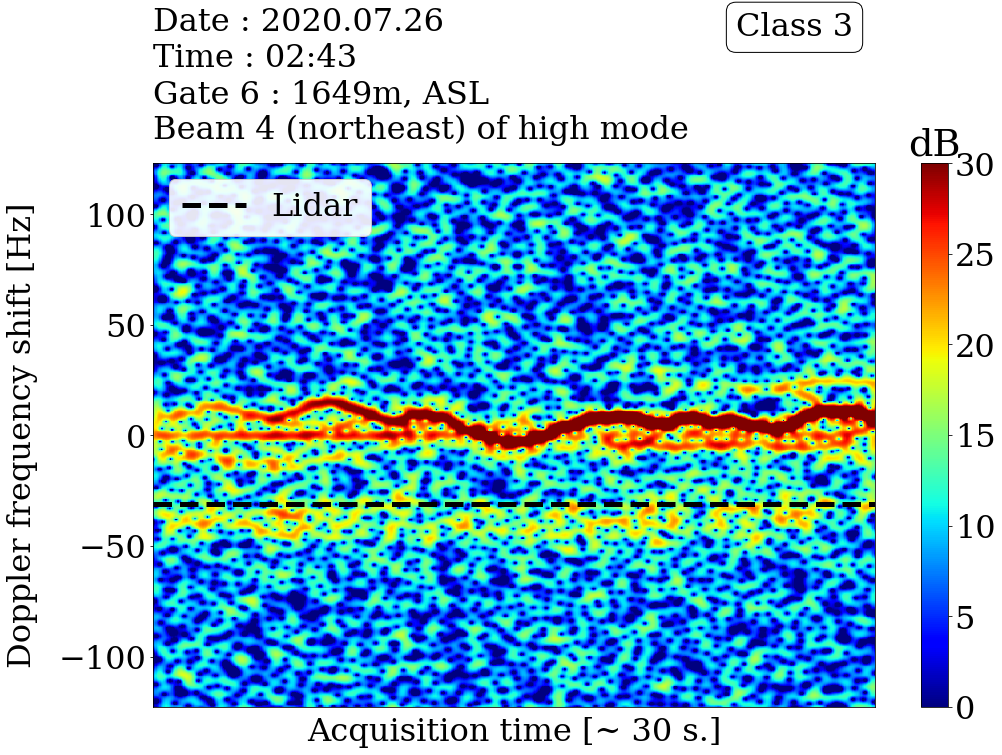 Date : 2020.07.26
Time : 02:43
Gate 6 : 1649m, ASL
Beam 4 (northeast) of high mode
Class 3
dB
Lidar
Doppler frequency shift [Hz]
100
50
0
−50
−100
30
25
20
15
10
5
0
Acquisition time [~ 30 s.]